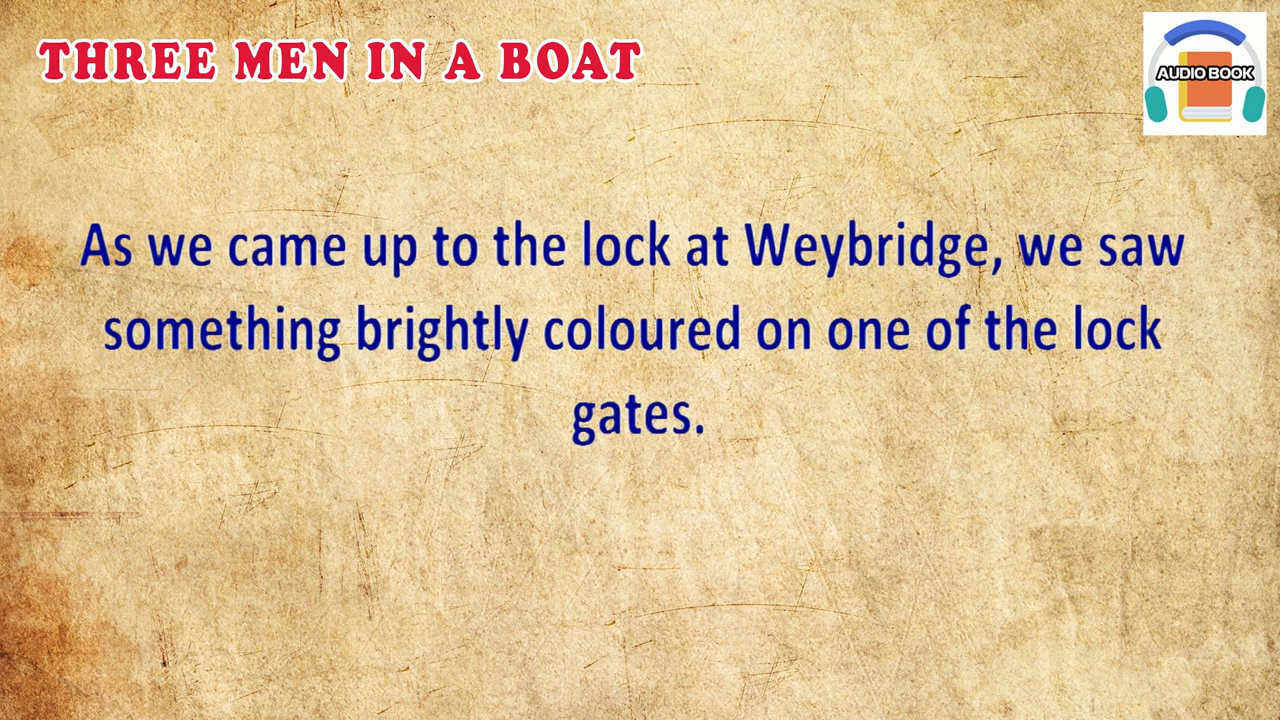 THREE MEN IN A BOAT
AUDIO BOOK
As we came up to the lock at Weybridge, we saw
something brightly coloured on one of the lock
gates.